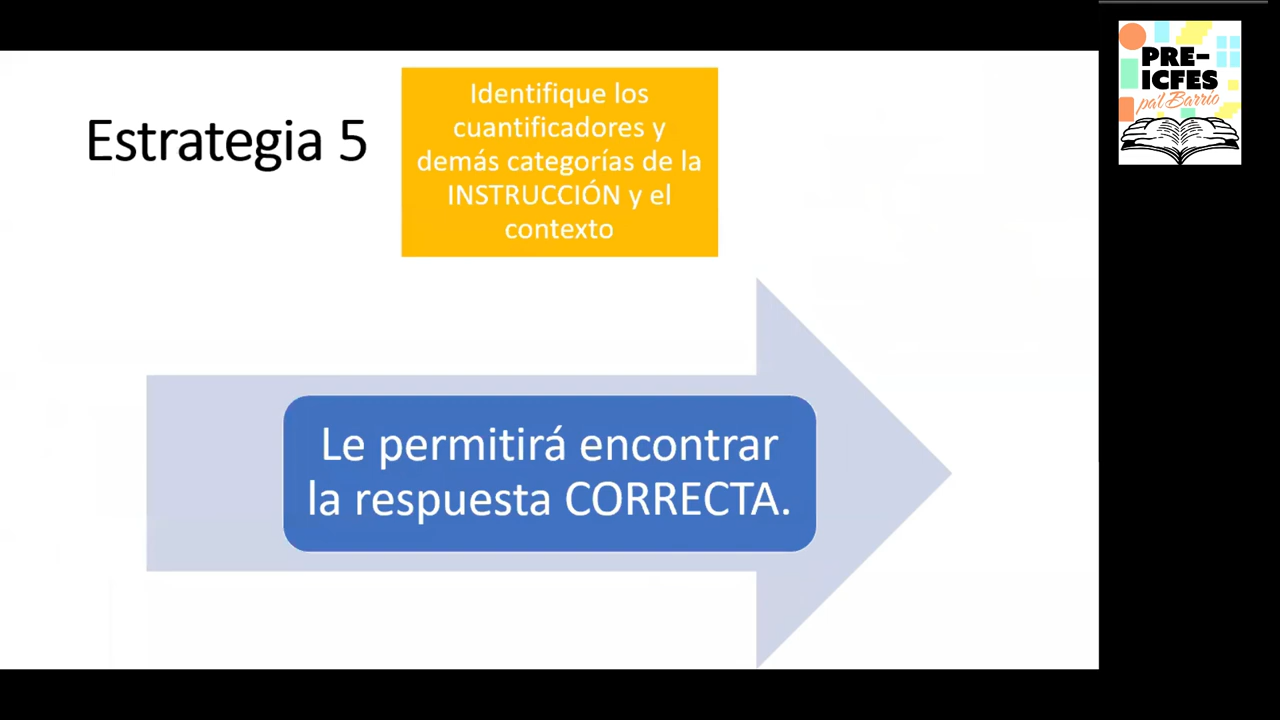 Estrategia 5
Identifique los
cuantificadores y
demás categorías de la
INSTRUCCIÓN y el
contexto
Le permitirá encontrar
la respuesta CORRECTA.
PRE-
ICFES
pa'l Barrio